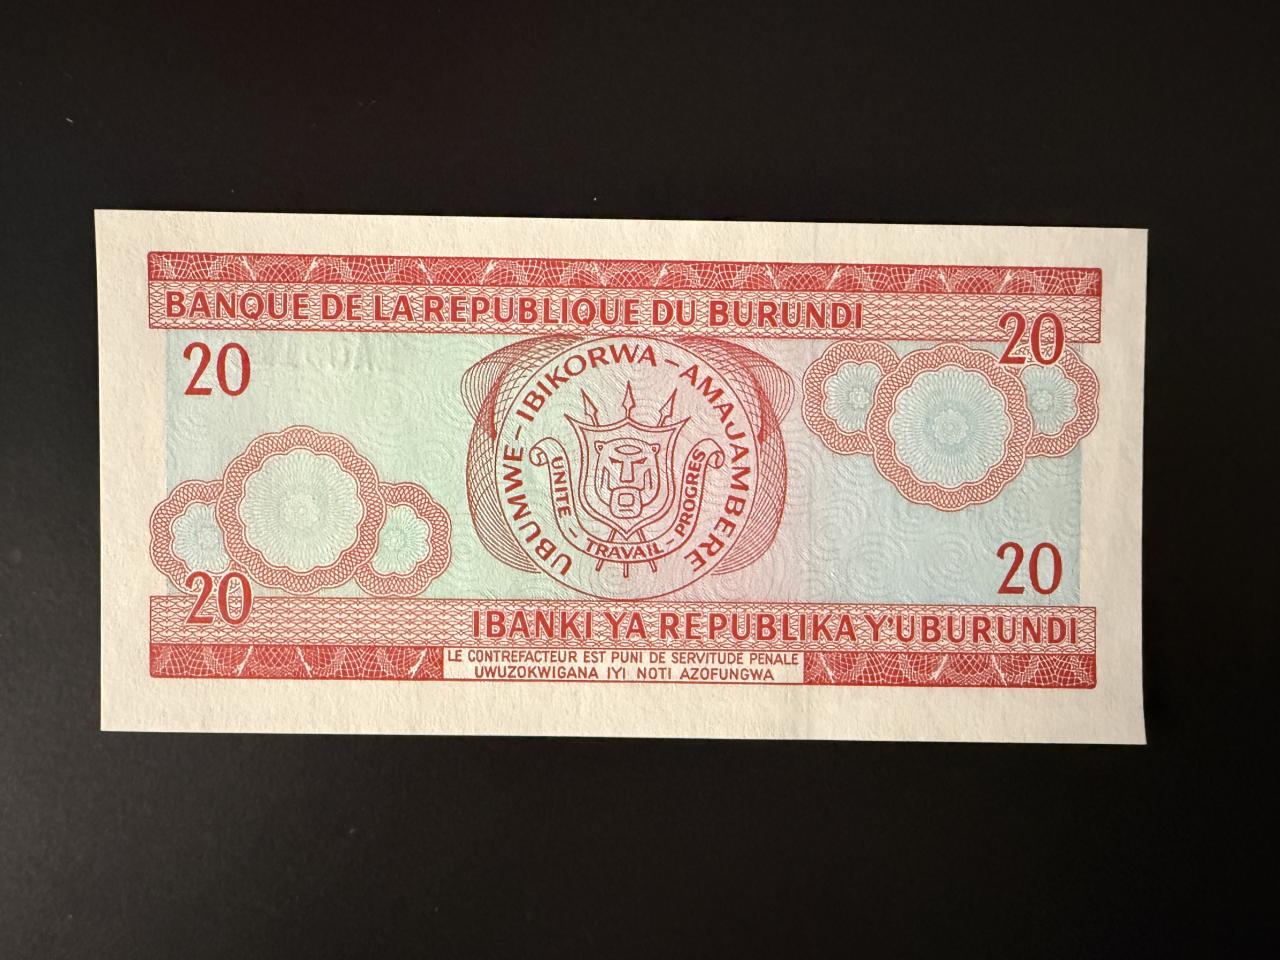 BANQUE DE LA REPUBLIQUE DU BURUNDI
20
20
UBUMWE - IBIKORWA - AMAJAMBERE
UNITE - TRAVAIL - PROGRES
20
20
IBANKI YA REPUBLIKA Y'UBURUNDI
LE CONTREFACTEUR EST PUNI DE SERVITUDE PENALE
UWUZOKWIGANA IYI NOTI AZOFUNGWA